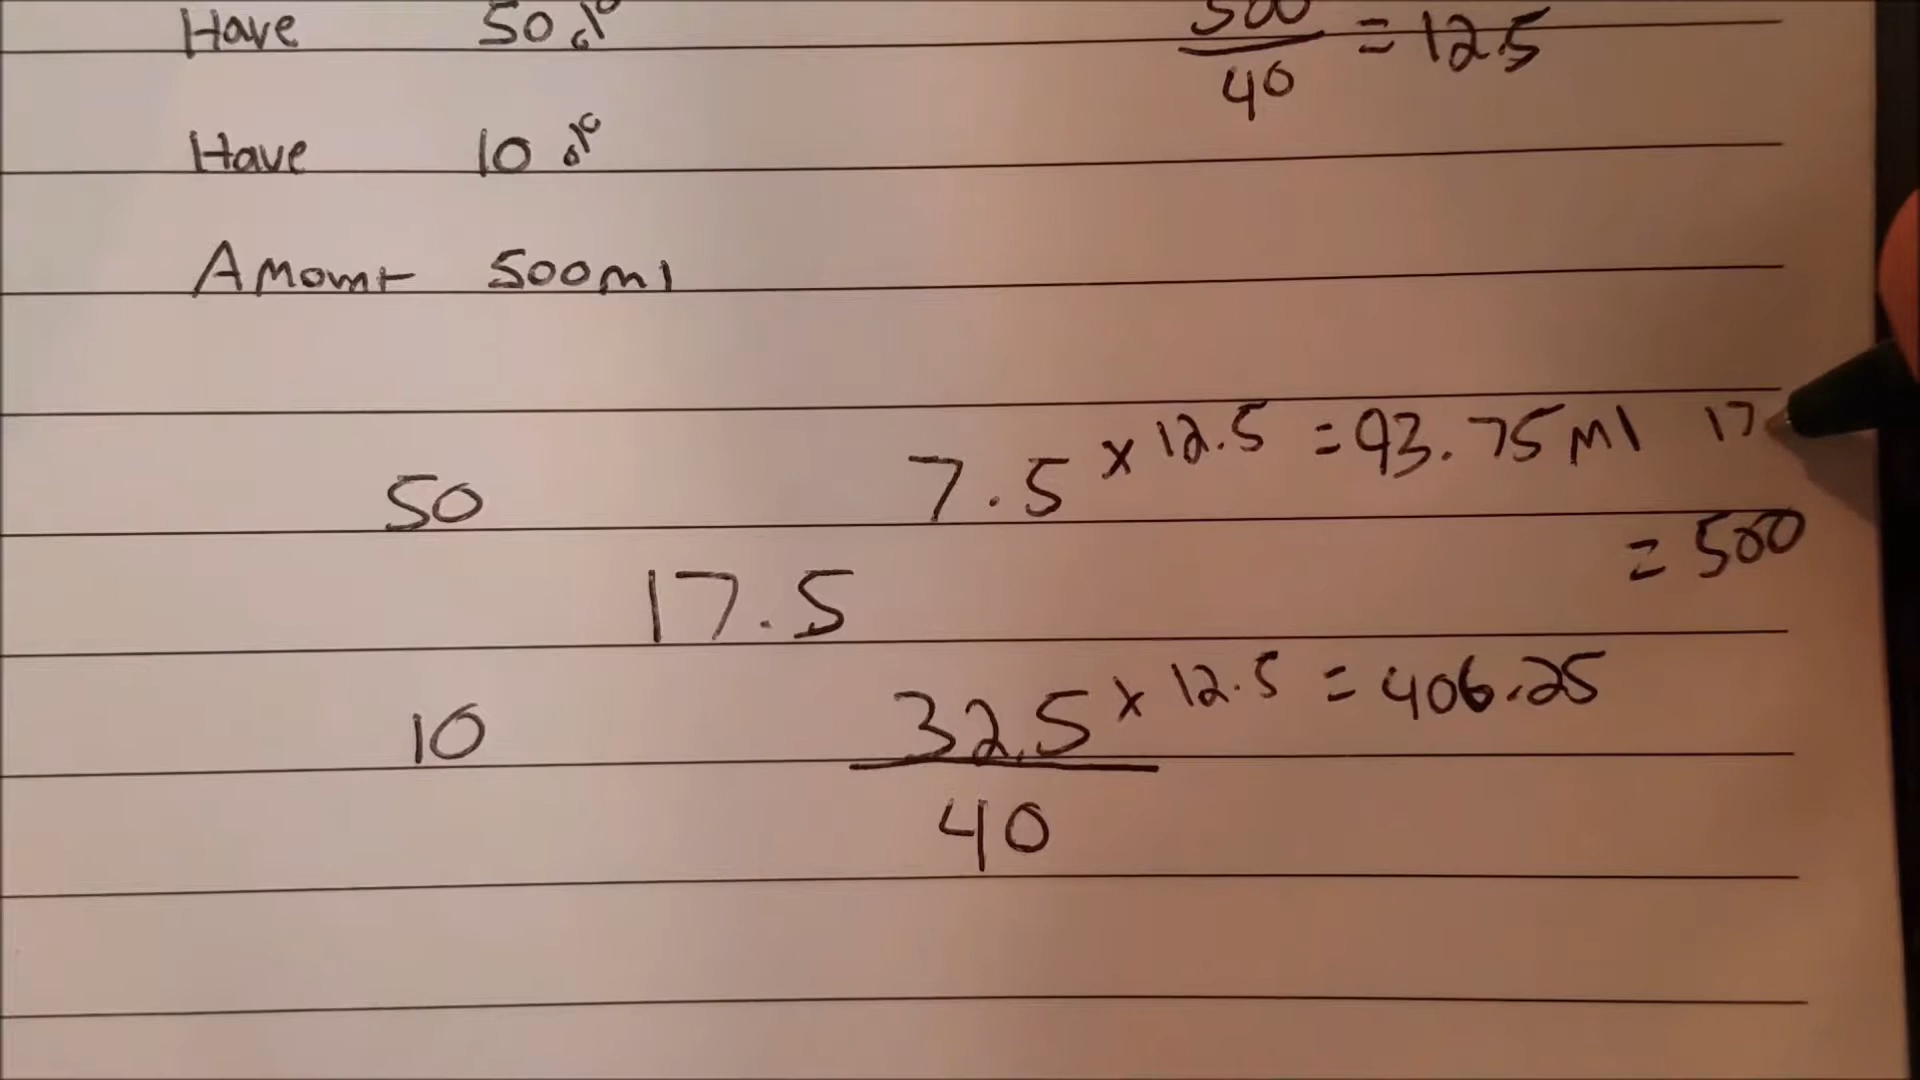 Have 50 %
500
40
= 12.5
Have 10 %
Amount 500ml
50
7.5 x 12.5 = 93.75 ml 17
= 500
17.5
10
32.5 x 12.5 = 406.25
40